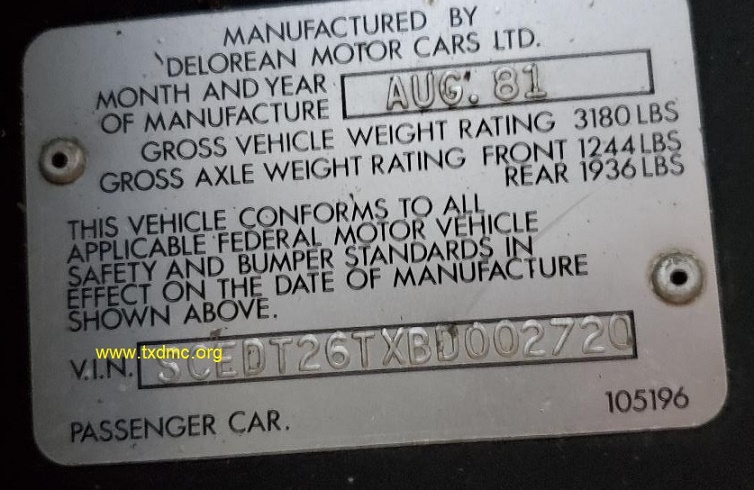 MANUFACTURED BY
DELOREAN MOTOR CARS LTD.
MONTH AND YEAR
OF MANUFACTURE AUG. 81
GROSS VEHICLE WEIGHT RATING 3180 LBS
GROSS AXLE WEIGHT RATING FRONT 1244 LBS
REAR 1936 LBS
THIS VEHICLE CONFORMS TO ALL
APPLICABLE FEDERAL MOTOR VEHICLE
SAFETY AND BUMPER STANDARDS IN
EFFECT ON THE DATE OF MANUFACTURE
SHOWN ABOVE.
www.txdmc.org
V.I.N. SCEDT26TXBD002720
PASSENGER CAR. 105196